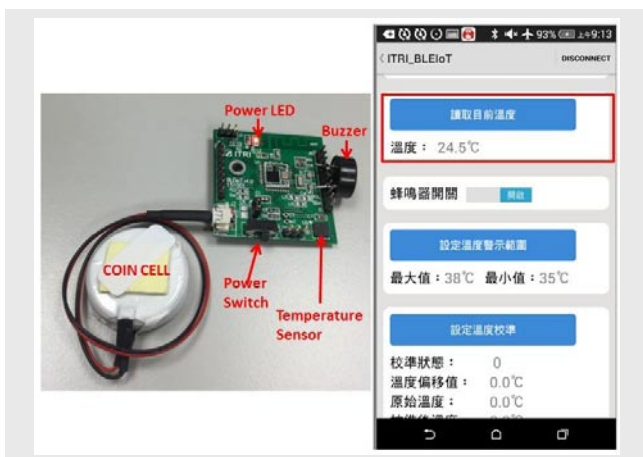 Power LED
Buzzer
ITRI
COIN CELL
Power
Switch
Temperature
Sensor
93% 上午9:13
ITRI_BLEIoT
DISCONNECT
讀取目前溫度
溫度： 24.5℃
蜂鳴器開關 開啟
設定溫度警示範圍
最大值：38℃ 最小值：35℃
設定溫度校準
校準狀態： 0
溫度偏移值： 0.0℃
原始溫度： 0.0℃